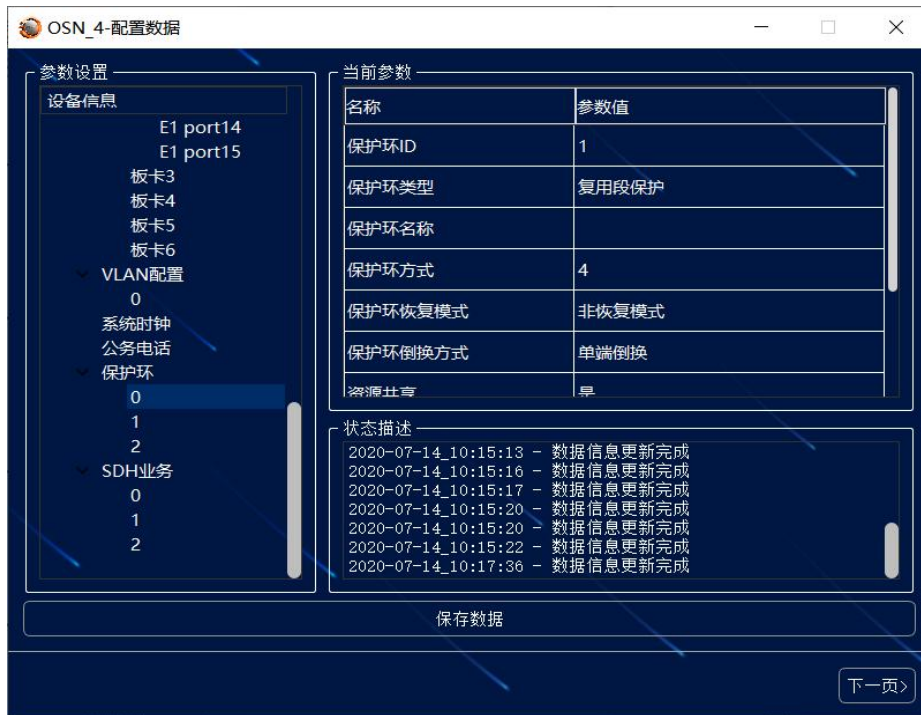 OSN_4-配置数据
参数设置
设备信息
E1 port14
E1 port15
板卡3
板卡4
板卡5
板卡6
VLAN配置
0
系统时钟
公务电话
保护环
0
1
2
SDH业务
0
1
2
当前参数
名称 参数值
保护环ID 1
保护环类型 复用段保护
保护环名称
保护环方式 4
保护环恢复模式 非恢复模式
保护环倒换方式 单端倒换
资源共享 是
状态描述
2020-07-14_10:15:13 - 数据信息更新完成
2020-07-14_10:15:16 - 数据信息更新完成
2020-07-14_10:15:17 - 数据信息更新完成
2020-07-14_10:15:20 - 数据信息更新完成
2020-07-14_10:15:20 - 数据信息更新完成
2020-07-14_10:15:22 - 数据信息更新完成
2020-07-14_10:17:36 - 数据信息更新完成
保存数据
下一页>